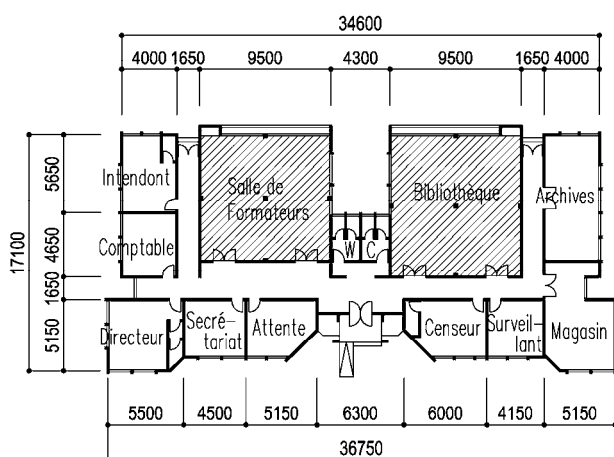 34600
4000 1650 9500 4300 9500 1650 4000
17100
5650
4650
1650
5150
Intendont
Salle de
Formateurs
Bibliothèque
Archives
Comptable
W C
Directeur
Secré-
tariat
Attente
Censeur
Surveil-
lant
Magasin
5500 4500 5150 6300 6000 4150 5150
36750